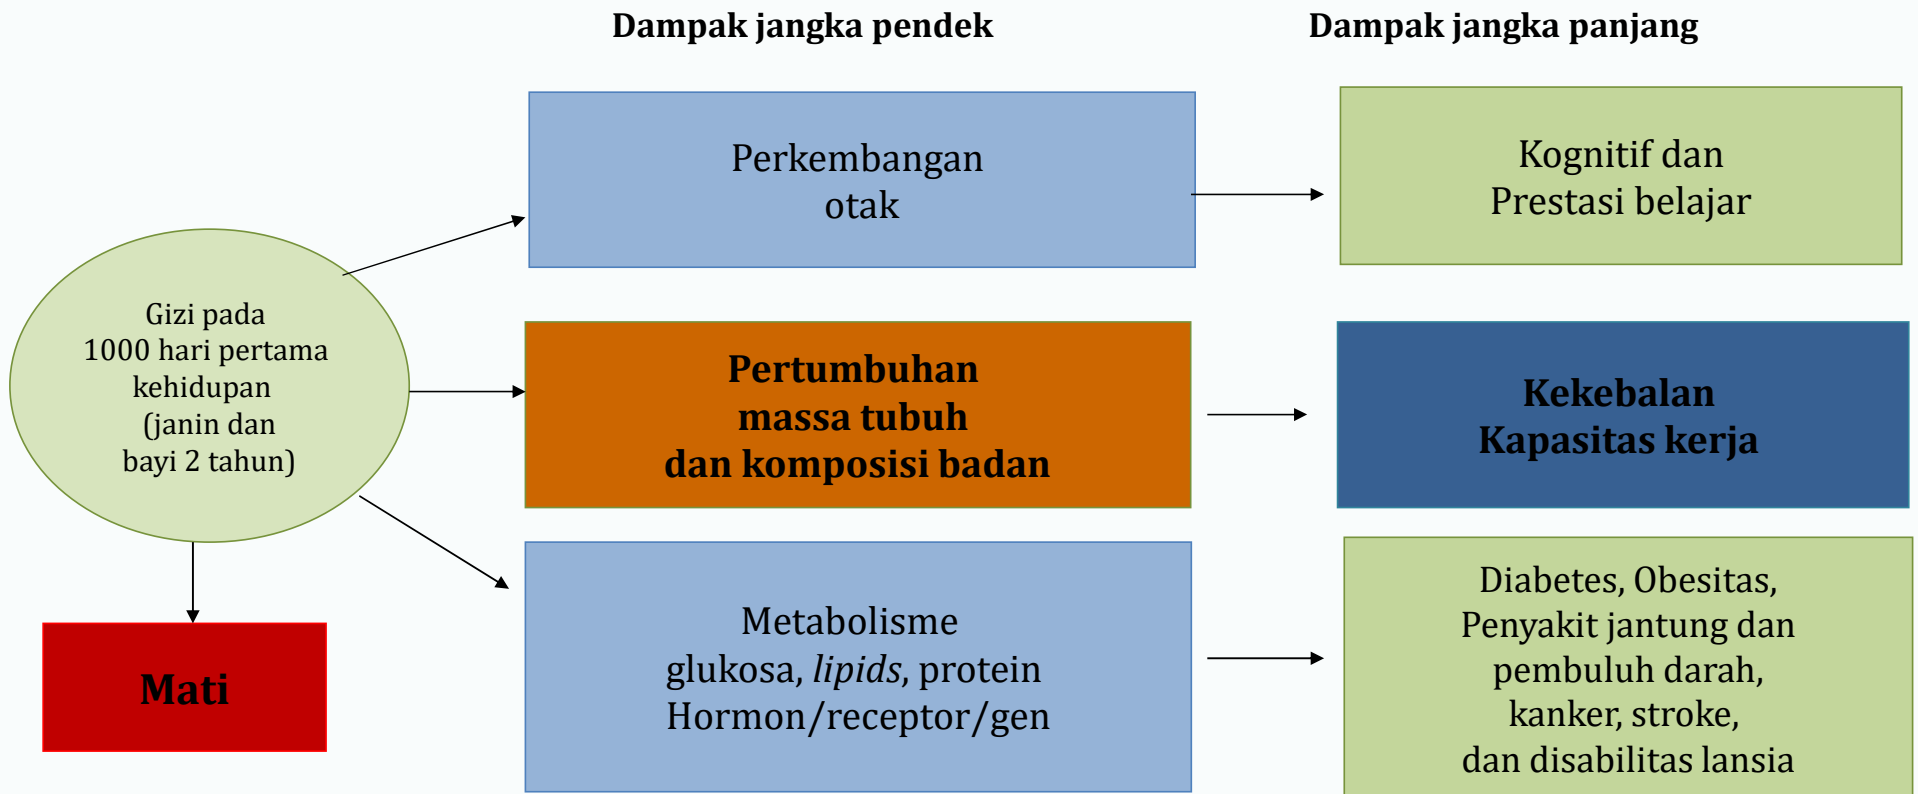 Dampak jangka pendek
Dampak jangka panjang
Gizi pada
1000 hari pertama
kehidupan
(janin dan
bayi 2 tahun)
Mati
Perkembangan
otak
Kognitif dan
Prestasi belajar
Pertumbuhan
massa tubuh
dan komposisi badan
Kekebalan
Kapasitas kerja
Metabolisme
glukosa, lipids, protein
Hormon/receptor/gen
Diabetes, Obesitas,
Penyakit jantung dan
pembuluh darah,
kanker, stroke,
dan disabilitas lansia